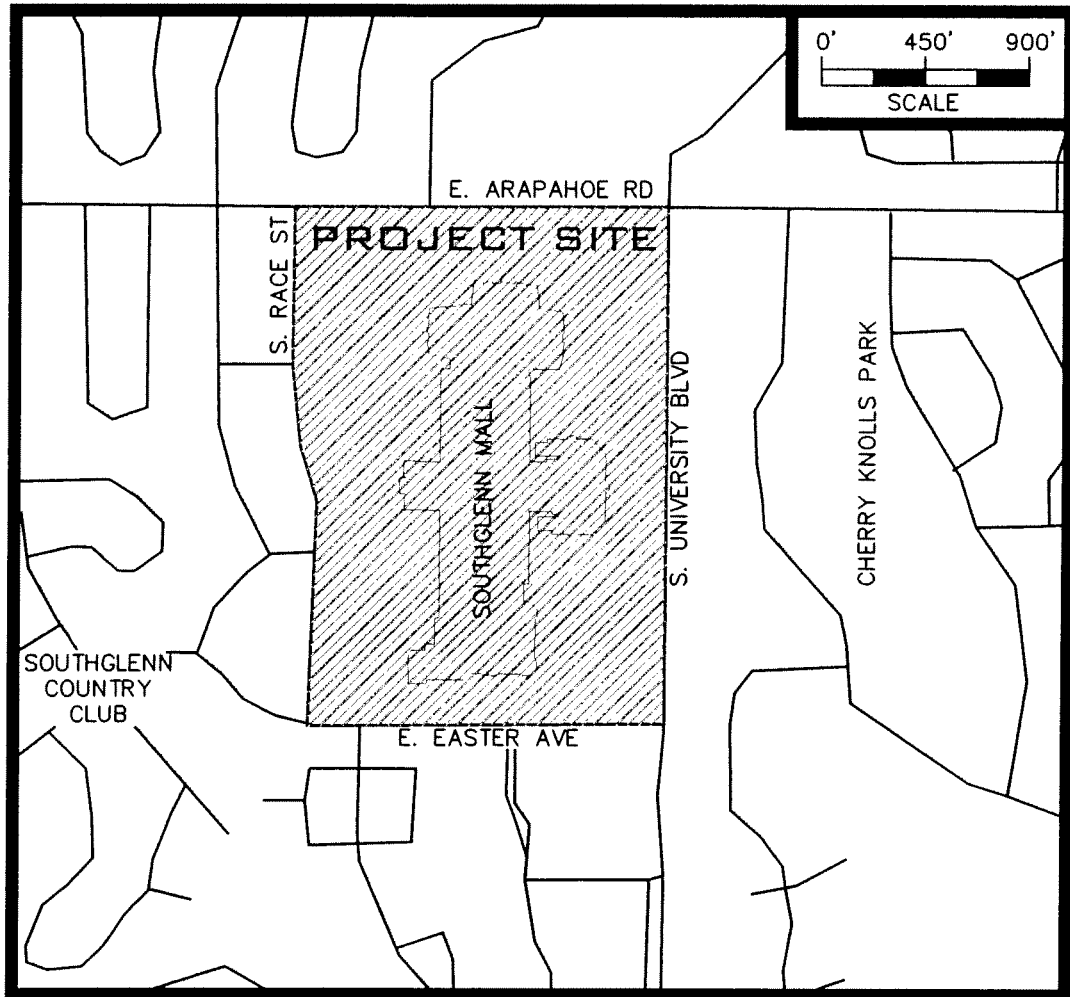 0' 450' 900'
SCALE
E. ARAPAHOE RD
PROJECT SITE
S. RACE ST
SOUTHGLENN MALL
S. UNIVERSITY BLVD
CHERRY KNOLLS PARK
SOUTHGLENN
COUNTRY
CLUB
E. EASTER AVE